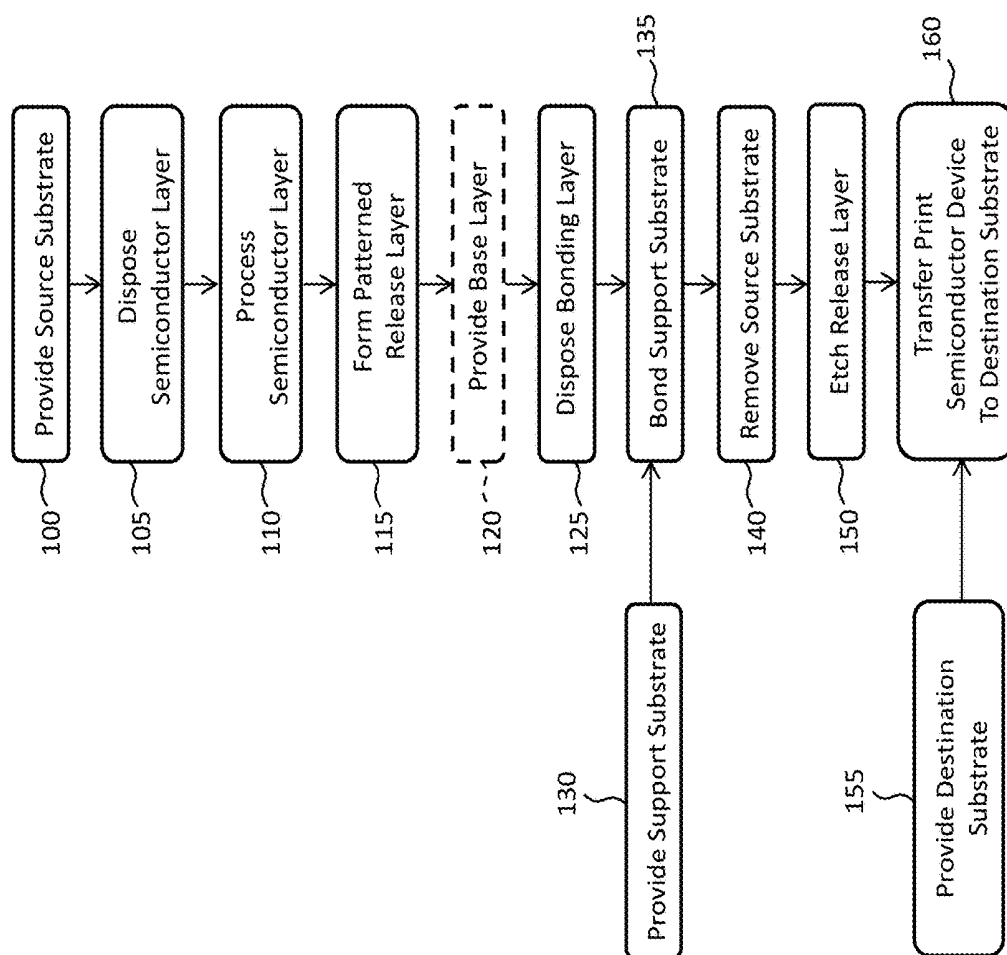 100
Provide Source Substrate
105
Dispose
Semiconductor Layer
110
Process
Semiconductor Layer
115
Form Patterned
Release Layer
120
Provide Base Layer
125
Dispose Bonding Layer
130
Provide Support Substrate
135
Bond Support Substrate
140
Remove Source Substrate
150
Etch Release Layer
155
Provide Destination
Substrate
160
Transfer Print
Semiconductor Device
To Destination Substrate